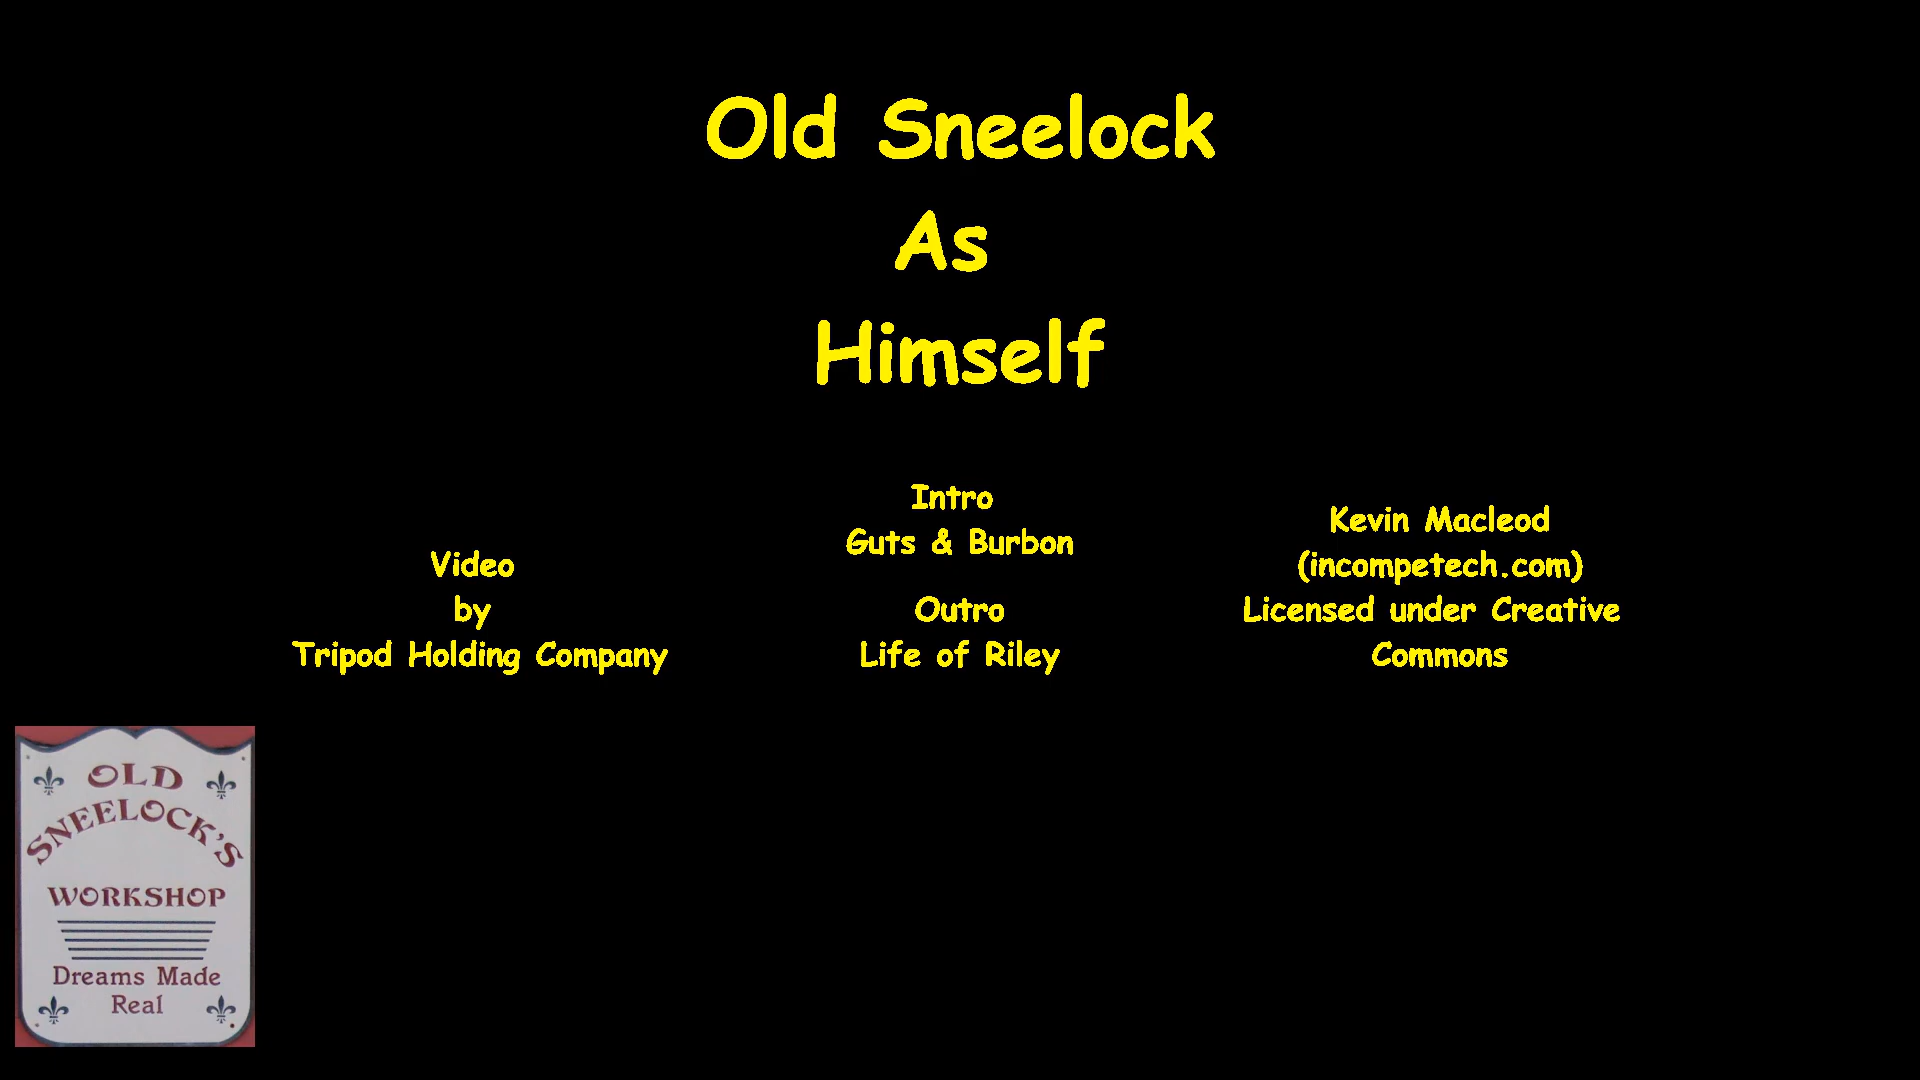 Old Sneelock
As
Himself
Video
by
Tripod Holding Company
Intro
Guts & Burbon
Outro
Life of Riley
Kevin Macleod
(incompetech.com)
Licensed under Creative
Commons
OLD
SNEELOCK'S
WORKSHOP
Dreams Made
Real